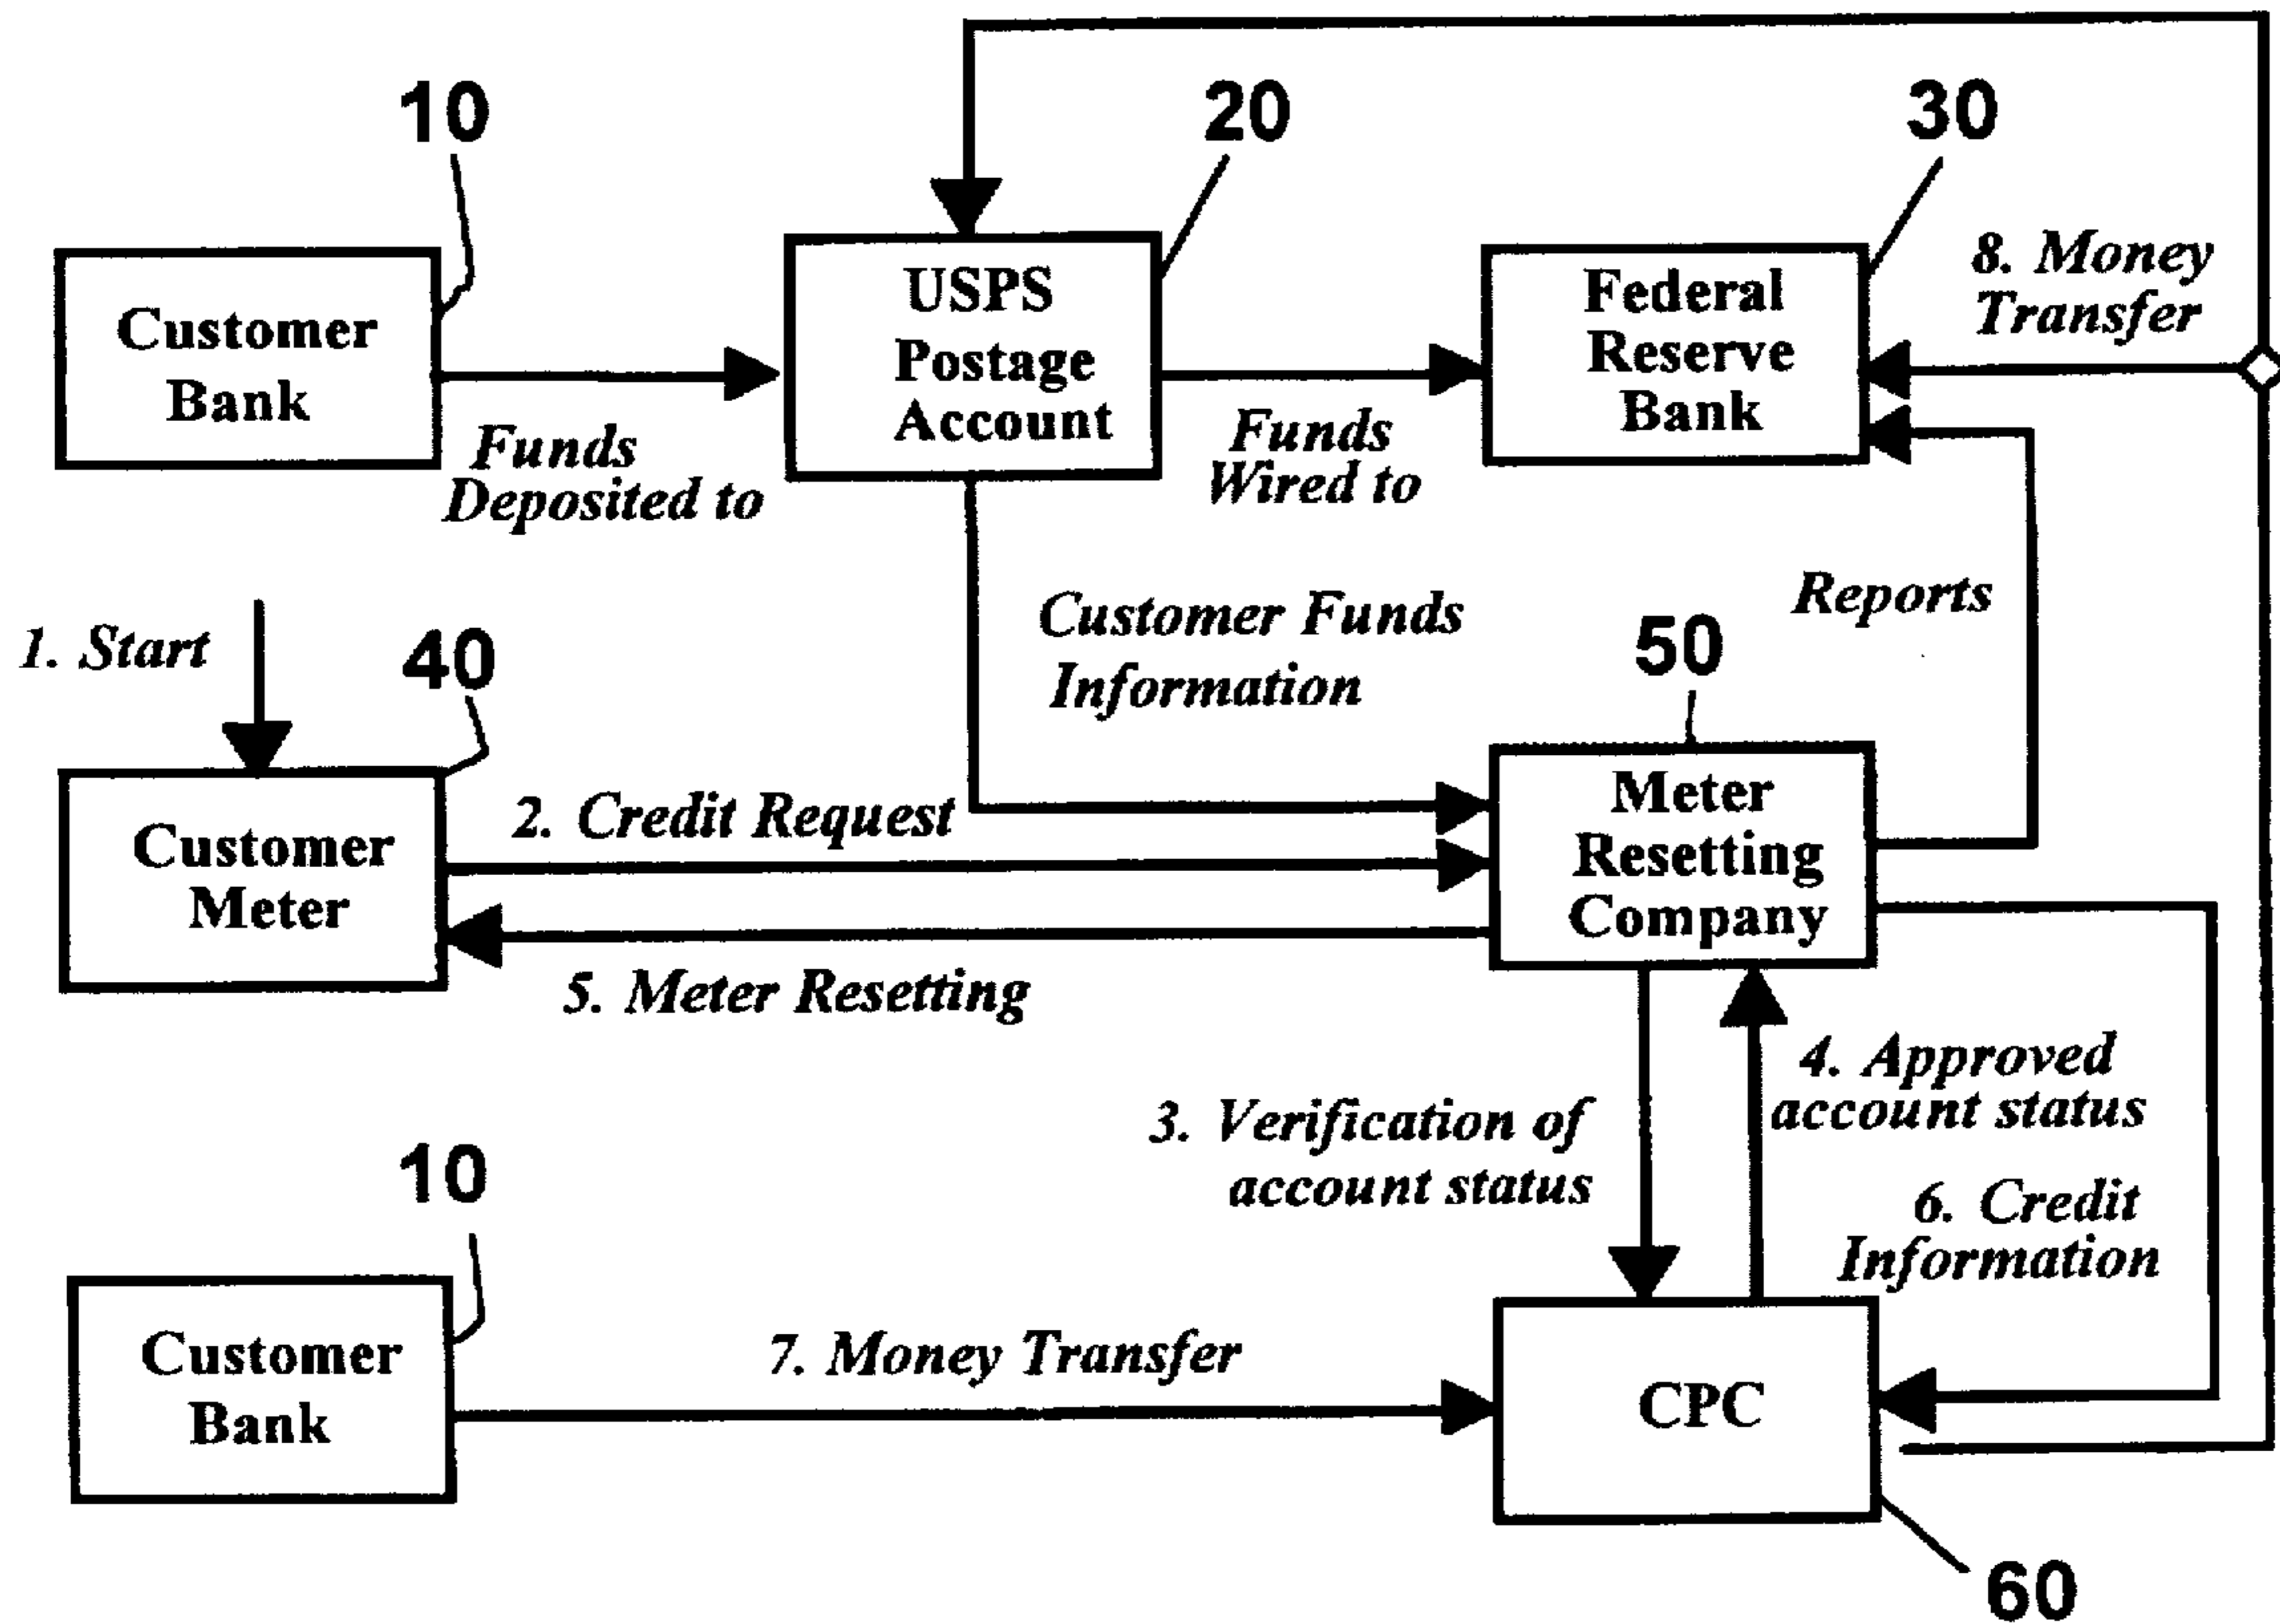 10
20
30
Customer
Bank
USPS
Postage
Account
Federal
Reserve
Bank
8. Money
Transfer
Funds
Deposited to
Funds
Wired to
1. Start
40
Customer Funds
Information
50
Reports
Customer
Meter
2. Credit Request
5. Meter Resetting
Meter
Resetting
Company
3. Verification of
account status
4. Approved
account status
6. Credit
Information
10
Customer
Bank
7. Money Transfer
CPC
60